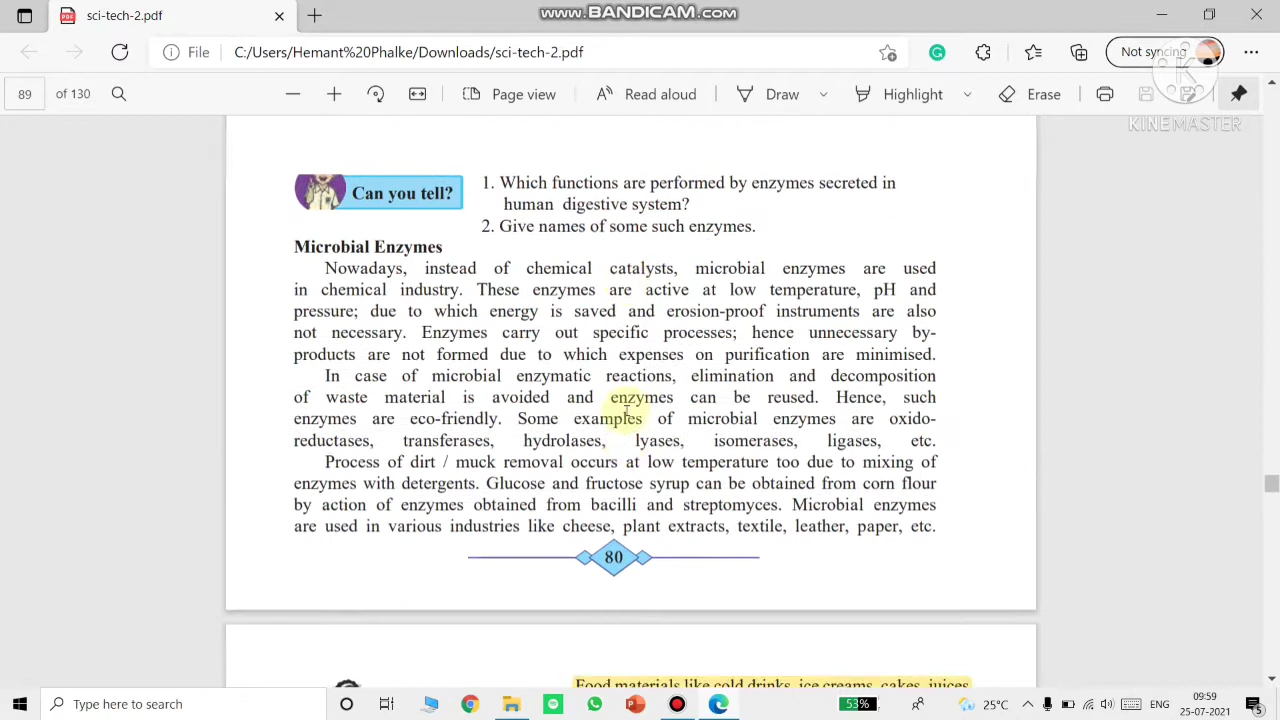 sci-tech-2.pdf
WWW.BANDICAM.COM
File C:/Users/Hemant%20Phalke/Downloads/sci-tech-2.pdf
Not syncing
89 of 130
Page view
Read aloud
Draw
Highlight
Erase
KINEMASTER
Can you tell?
1. Which functions are performed by enzymes secreted in
human digestive system?
2. Give names of some such enzymes.
Microbial Enzymes
Nowadays, instead of chemical catalysts, microbial enzymes are used
in chemical industry. These enzymes are active at low temperature, pH and
pressure; due to which energy is saved and erosion-proof instruments are also
not necessary. Enzymes carry out specific processes; hence unnecessary by-
products are not formed due to which expenses on purification are minimised.
In case of microbial enzymatic reactions, elimination and decomposition
of waste material is avoided and enzymes can be reused. Hence, such
enzymes are eco-friendly. Some examples of microbial enzymes are oxido-
reductases, transferases, hydrolases, lyases, isomerases, ligases, etc.
Process of dirt / muck removal occurs at low temperature too due to mixing of
enzymes with detergents. Glucose and fructose syrup can be obtained from corn flour
by action of enzymes obtained from bacilli and streptomyces. Microbial enzymes
are used in various industries like cheese, plant extracts, textile, leather, paper, etc.
80
Food materials like cold drinks, ice creams, cakes, juices
Type here to search
53%
25°C
ENG
09:59
25-07-2021
5